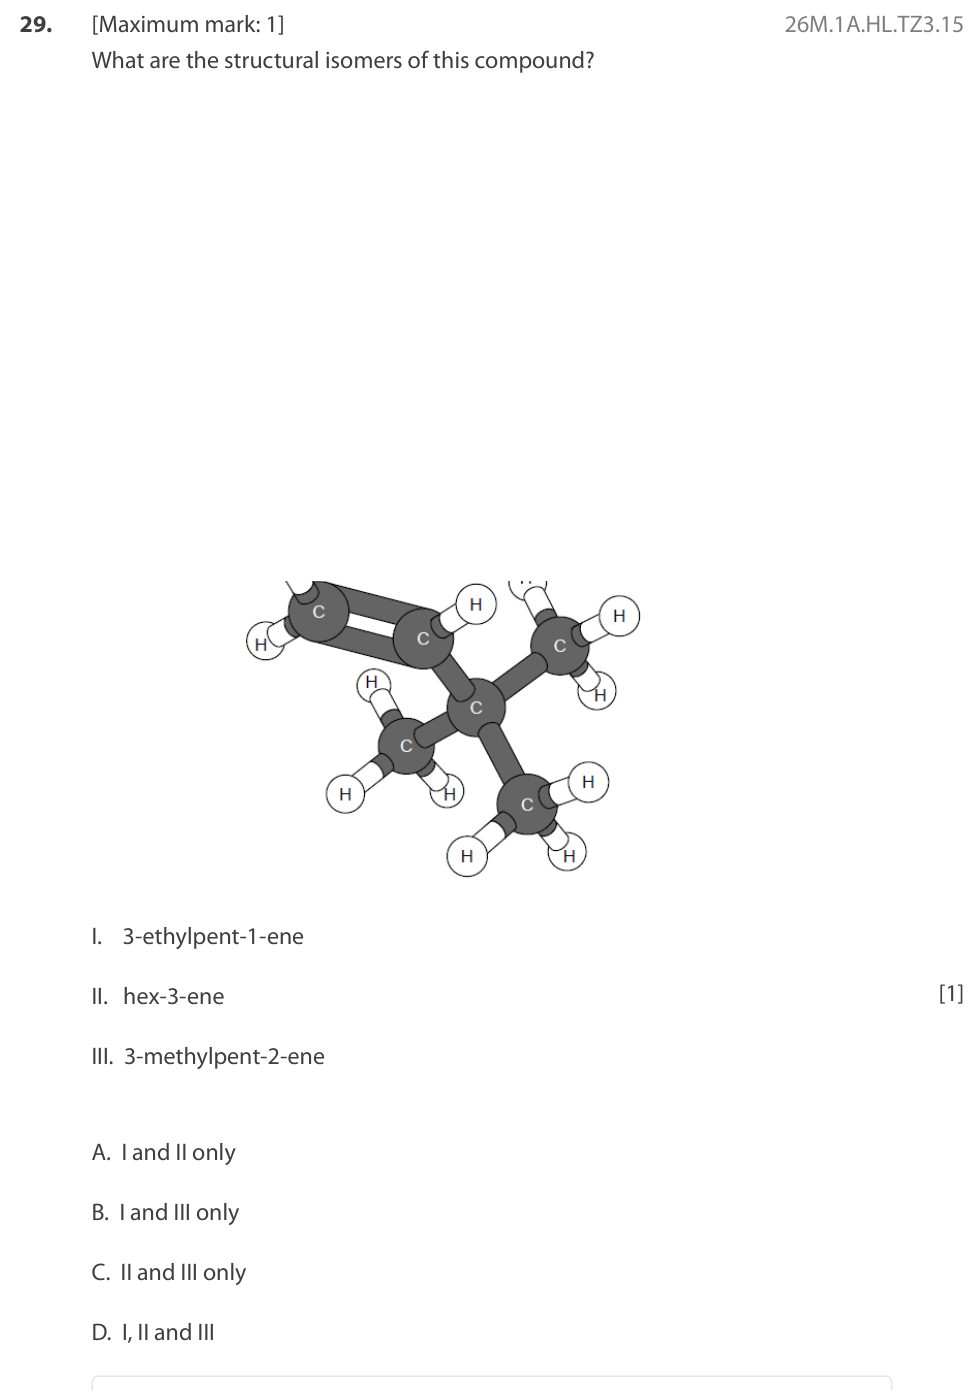 29. [Maximum mark: 1] 26M.1A.HL.TZ3.15
What are the structural isomers of this compound?
H
C
H
C
H
C
H
H
C
H
C
H
H
C
H
H
H
I. 3-ethylpent-1-ene
II. hex-3-ene [1]
III. 3-methylpent-2-ene
A. I and II only
B. I and III only
C. II and III only
D. I, II and III